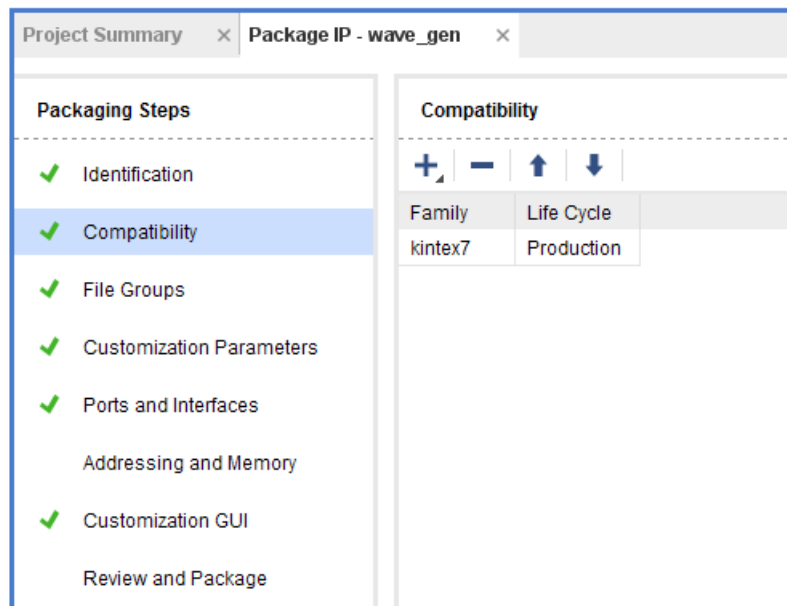 Project Summary × Package IP - wave_gen ×
Packaging Steps
Identification
Compatibility
File Groups
Customization Parameters
Ports and Interfaces
Addressing and Memory
Customization GUI
Review and Package
Compatibility
Family Life Cycle
kintex7 Production